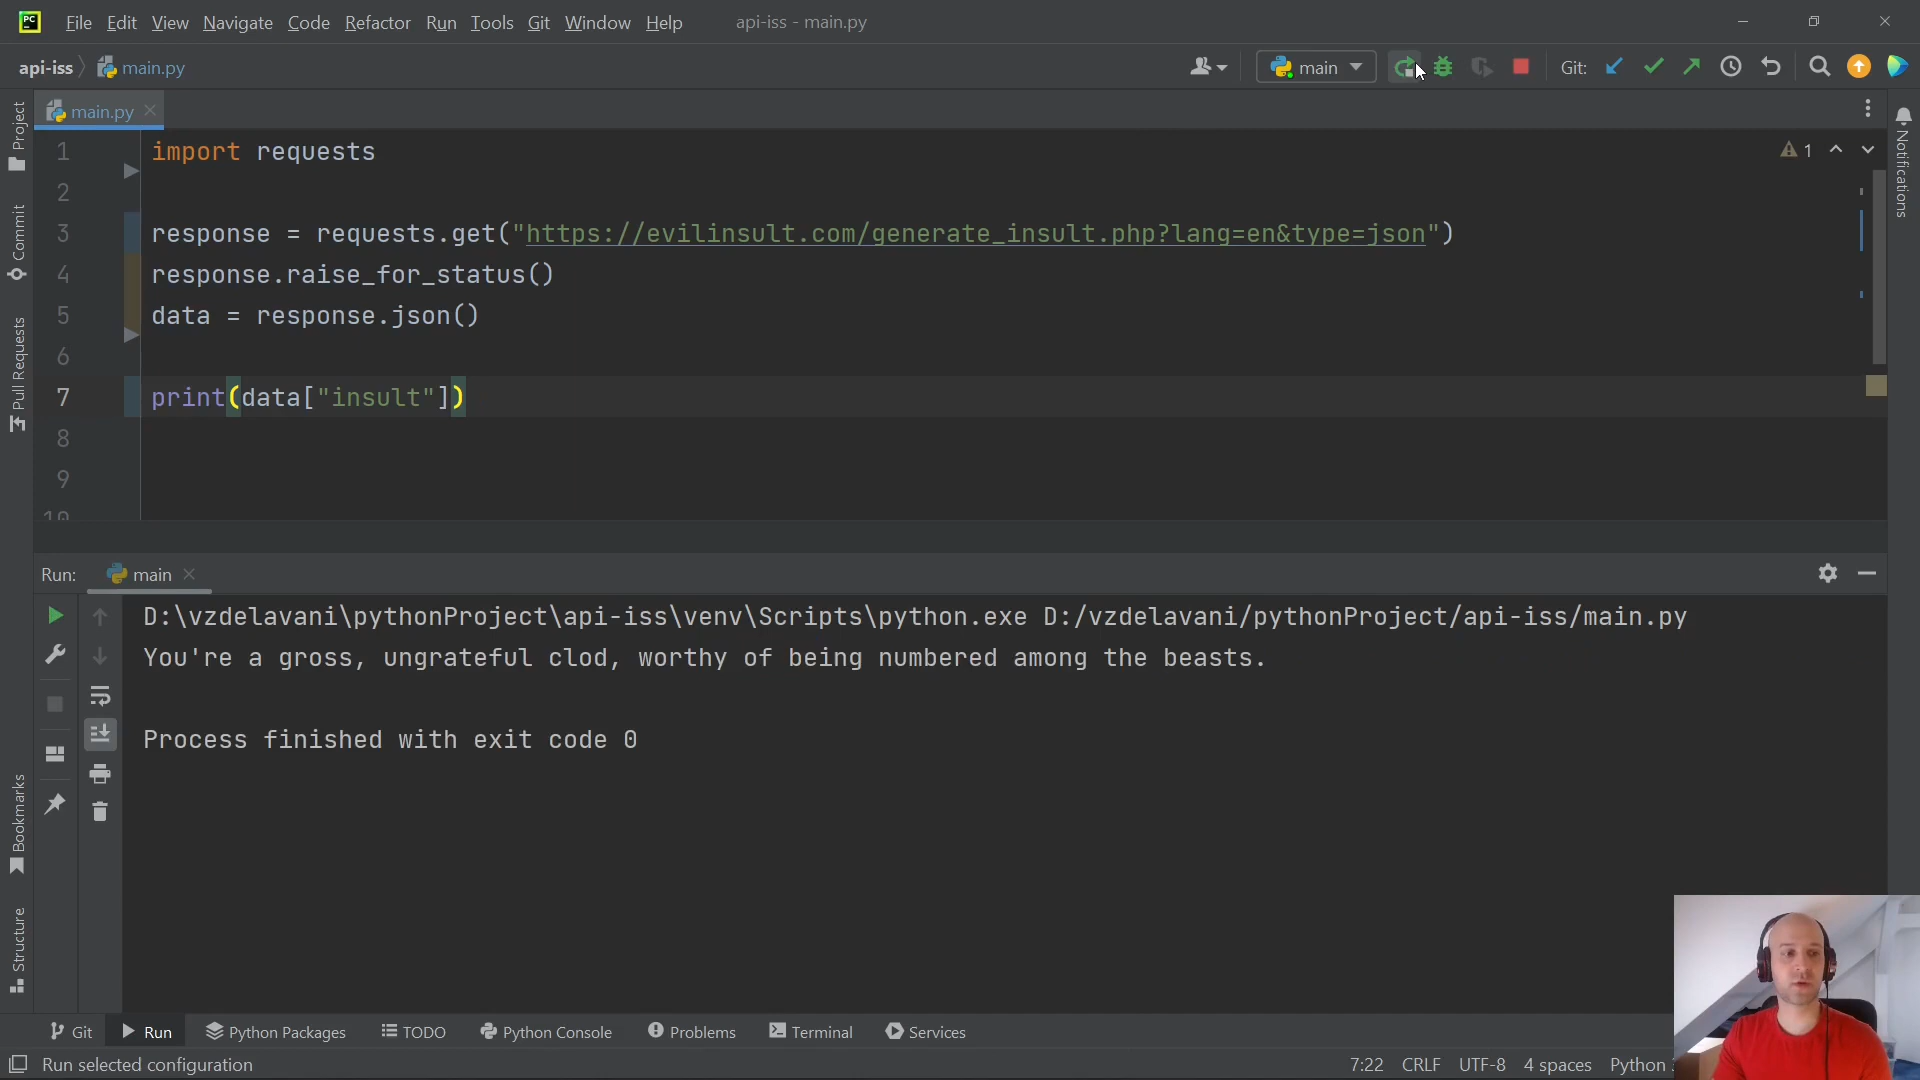 PC
File Edit View Navigate Code Refactor Run Tools Git Window Help api-iss - main.py
api-iss main.py main Git:
main.py
Project
Commit
Pull Requests
Bookmarks
Structure
Notifications
1 import requests
1
2
3 response = requests.get("https://evilinsult.com/generate_insult.php?lang=en&type=json")
4 response.raise_for_status()
5 data = response.json()
6
7 print(data["insult"])
8
9
10
Run: main
D:\vzdelavani\pythonProject\api-iss\venv\Scripts\python.exe D:/vzdelavani/pythonProject/api-iss/main.py
You're a gross, ungrateful clod, worthy of being numbered among the beasts.
Process finished with exit code 0
Git Run Python Packages TODO Python Console Problems Terminal Services
Run selected configuration 7:22 CRLF UTF-8 4 spaces Python